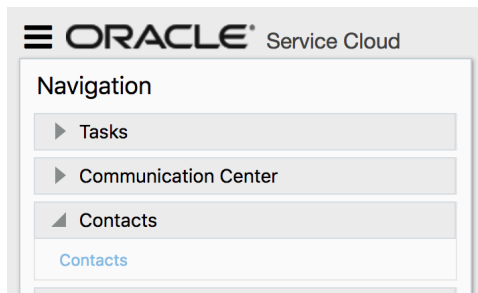 ORACLE Service Cloud
Navigation
Tasks
Communication Center
Contacts
Contacts